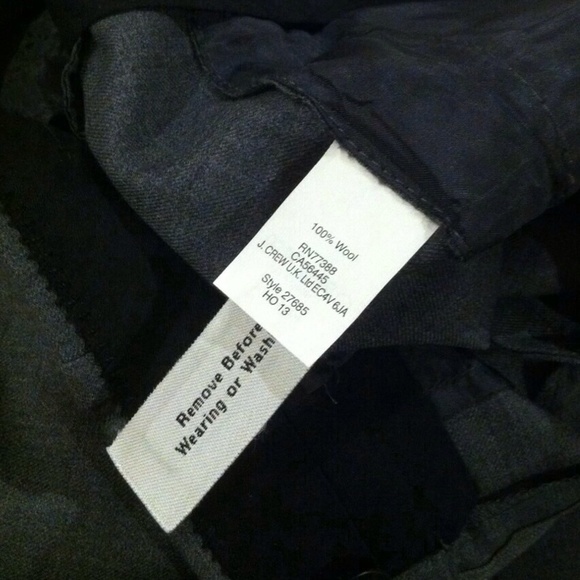 100% Wool
RN77388
CA56445
J. CREW U.K. Ltd EC4V 6JA
Style 27685
HO 13
Remove Before
Wearing or Wash